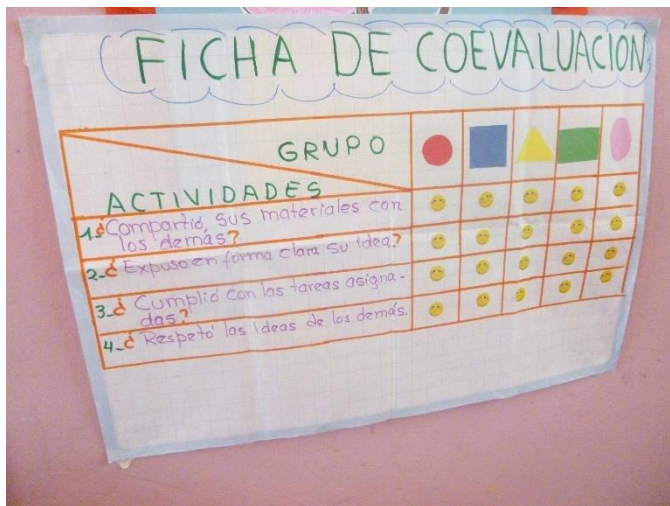 FICHA DE COEVALUACIÓN
GRUPO
ACTIVIDADES
1.¿Compartió sus materiales con
los demás?
2-¿ Expuso en forma clara su idea?
3-¿ Cumplió con las tareas asigna-
das?
4-¿ Respetó las ideas de los demás.